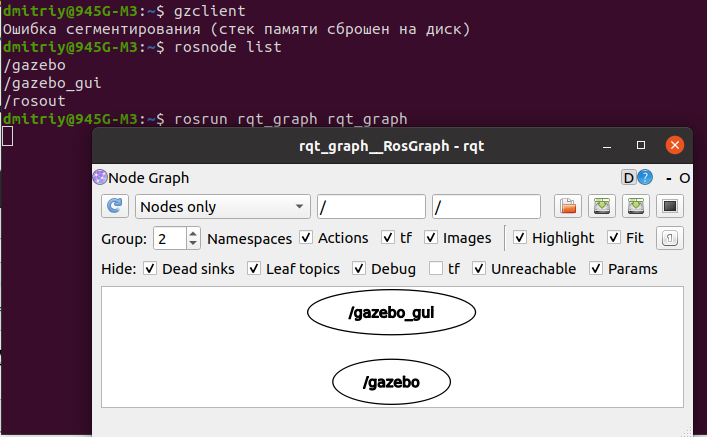 dmitriy@945G-M3:~$ gzclient
Ошибка сегментирования (стек памяти сброшен на диск)
dmitriy@945G-M3:~$ rosnode list
/gazebo
/gazebo_gui
/rosout
dmitriy@945G-M3:~$ rosrun rqt_graph rqt_graph
rqt_graph__RosGraph - rqt
Node Graph D ? - O
Nodes only / /
Group: 2 Namespaces Actions tf Images Highlight Fit
Hide: Dead sinks Leaf topics Debug tf Unreachable Params
/gazebo_gui
/gazebo